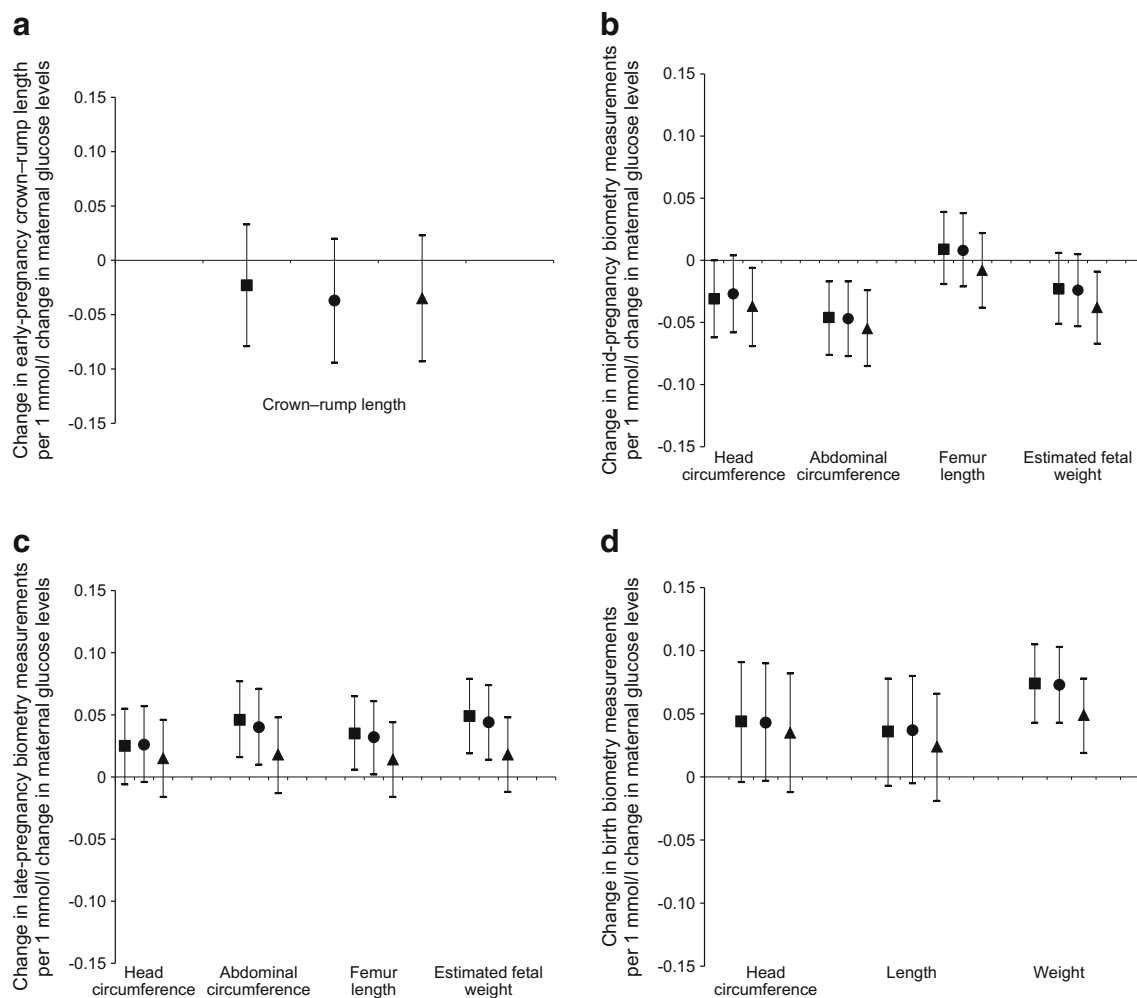 a
Change in early-pregnancy crown–rump length
per 1 mmol/l change in maternal glucose levels
0.15
0.10
0.05
0
-0.05
-0.10
-0.15
Crown–rump length
b
Change in mid-pregnancy biometry measurements
per 1 mmol/l change in maternal glucose levels
0.15
0.10
0.05
0
-0.05
-0.10
-0.15
Head
circumference
Abdominal
circumference
Femur
length
Estimated fetal
weight
c
Change in late-pregnancy biometry measurements
per 1 mmol/l change in maternal glucose levels
0.15
0.10
0.05
0
-0.05
-0.10
-0.15
Head
circumference
Abdominal
circumference
Femur
length
Estimated fetal
weight
d
Change in birth biometry measurements
per 1 mmol/l change in maternal glucose levels
0.15
0.10
0.05
0
-0.05
-0.10
-0.15
Head
circumference
Length
Weight